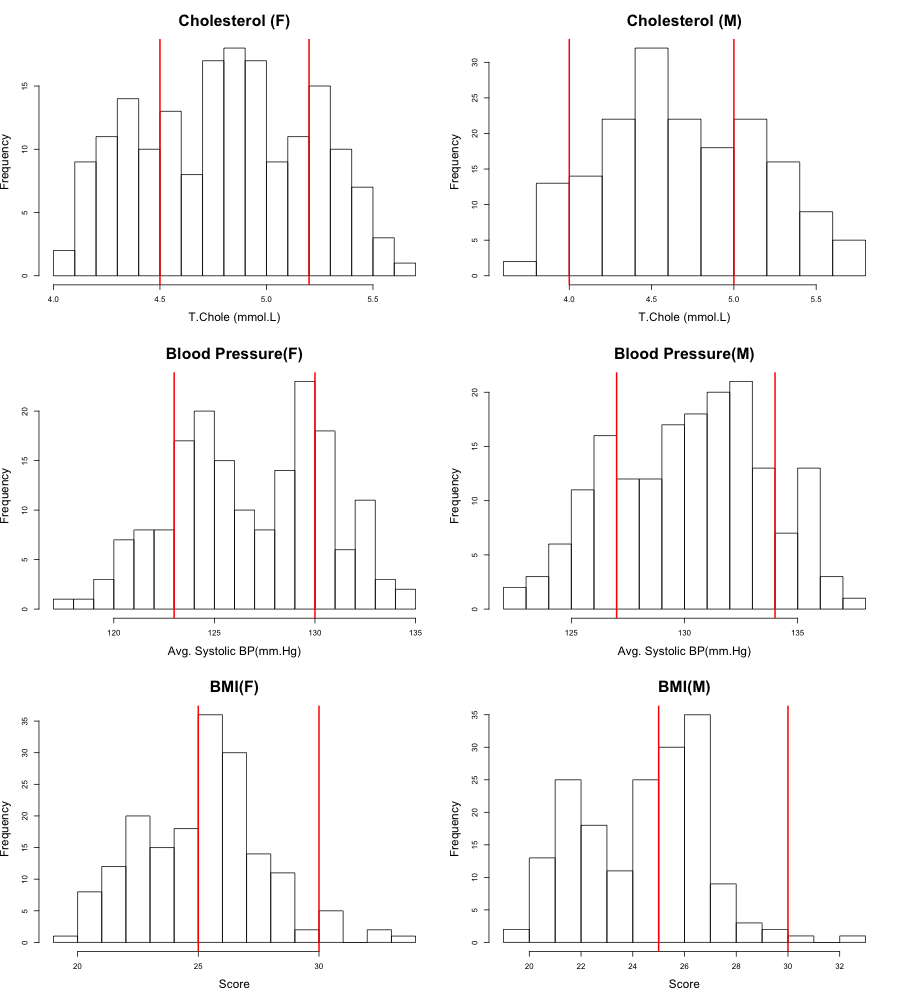 Cholesterol (F)
Frequency
0 5 10 15
4.0 4.5 5.0 5.5
T.Chole (mmol.L)
Cholesterol (M)
Frequency
0 5 10 15 20 25 30
4.0 4.5 5.0 5.5
T.Chole (mmol.L)
Blood Pressure(F)
Frequency
0 5 10 15 20
120 125 130 135
Avg. Systolic BP(mm.Hg)
Blood Pressure(M)
Frequency
0 5 10 15 20
125 130 135
Avg. Systolic BP(mm.Hg)
BMI(F)
Frequency
0 5 10 15 20 25 30 35
20 25 30
Score
BMI(M)
Frequency
0 5 10 15 20 25 30 35
20 22 24 26 28 30 32
Score